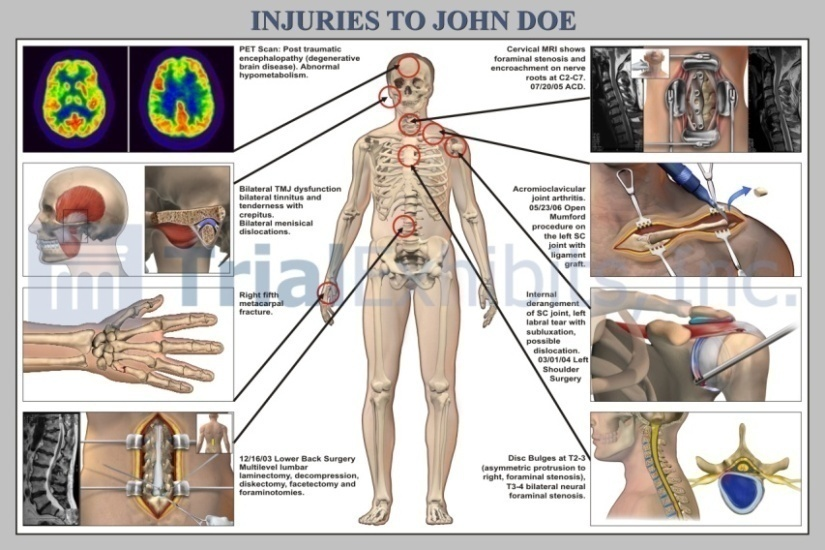 INJURIES TO JOHN DOE
PET Scan: Post traumatic
encephalopathy (degenerative
brain disease). Abnormal
hypometabolism.
Cervical MRI shows
foraminal stenosis and
encroachment on nerve
roots at C2-C7.
07/20/05 ACD.
Bilateral TMJ dysfunction
bilateral tinnitus and
tenderness with
crepitus.
Bilateral menisical
dislocations.
Acromioclavicular
joint arthritis.
05/23/06 Open
Mumford
procedure on
the left SC
joint with
ligament
graft.
TrialExhibits, Inc.
Right fifth
metacarpal
fracture.
Internal
derangement
of SC joint, left
labral tear with
subluxation,
possible
dislocation.
03/01/04 Left
Shoulder
Surgery
12/16/03 Lower Back Surgery
Multilevel lumbar
laminectomy, decompression,
diskectomy, facetectomy and
foraminotomies.
Disc Bulges at T2-3
(asymmetric protrusion to
right, foraminal stenosis),
T3-4 bilateral neural
foraminal stenosis.